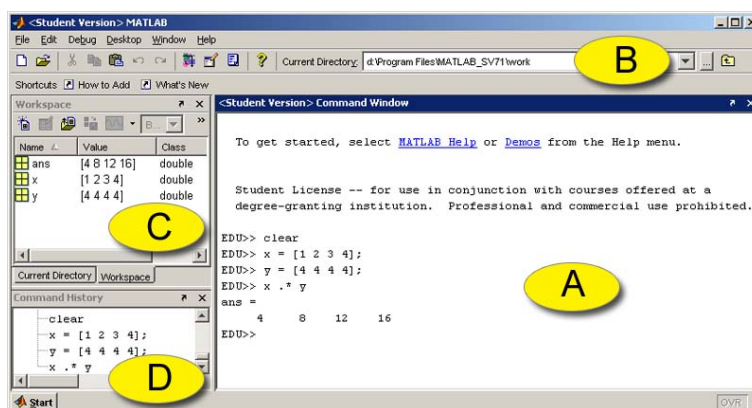 <Student Version> MATLAB
File Edit Debug Desktop Window Help
Current Directory: d:\Program Files\MATLAB_SV71\work
B
...
Shortcuts How to Add What's New
Workspace
B...
»
Name Value Class
ans [4 8 12 16] double
x [1 2 3 4] double
y [4 4 4 4] double
C
Current Directory Workspace
Command History
clear
x = [1 2 3 4];
y = [4 4 4 4];
x .* y
D
<Student Version> Command Window
To get started, select MATLAB Help or Demos from the Help menu.
Student License -- for use in conjunction with courses offered at a
degree-granting institution. Professional and commercial use prohibited.
EDU>> clear
EDU>> x = [1 2 3 4];
EDU>> y = [4 4 4 4];
EDU>> x .* y
ans =
4 8 12 16
EDU>>
A
Start
OVR